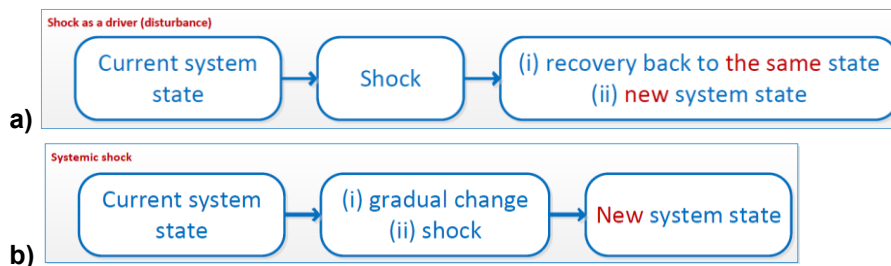 Shock as a driver (disturbance)
Current system
state
Shock
(i) recovery back to the same state
(ii) new system state
a)
Systemic shock
Current system
state
(i) gradual change
(ii) shock
New system state
b)